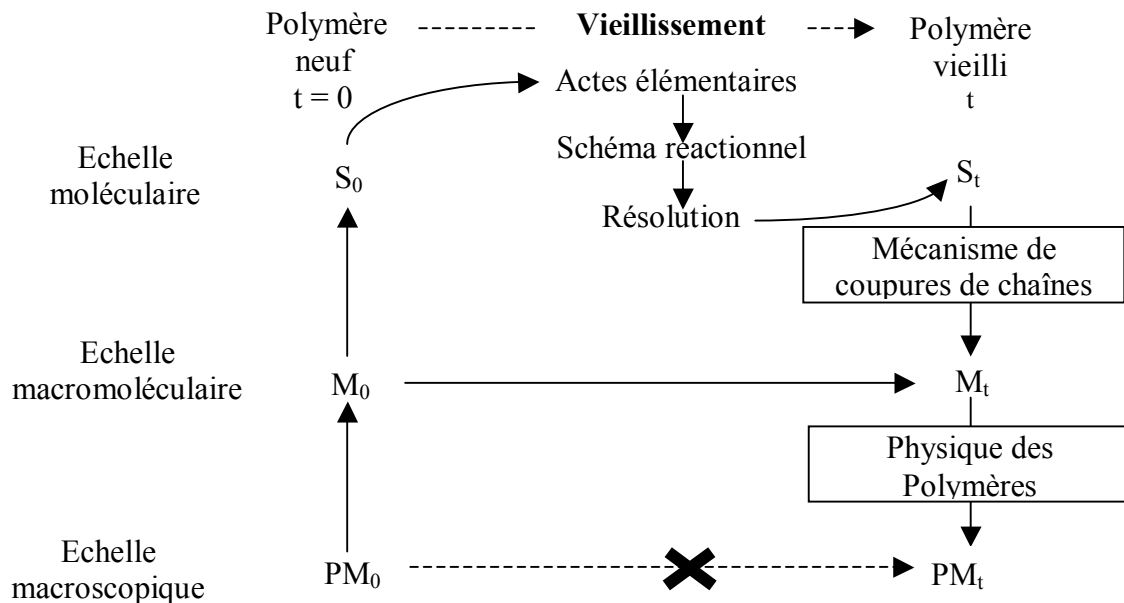 Polymère
neuf
t = 0
Vieillissement
Polymère
vieilli
t
Actes élémentaires
Schéma réactionnel
Résolution
Echelle
moléculaire
S₀
Sₜ
Mécanisme de
coupures de chaînes
Echelle
macromoléculaire
M₀
Mₜ
Physique des
Polymères
Echelle
macroscopique
PM₀
PMₜ